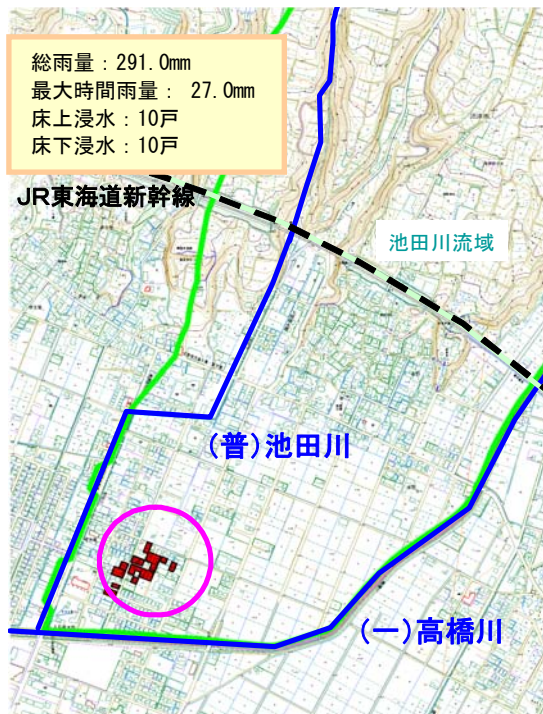 総雨量：291.0mm
最大時間雨量： 27.0mm
床上浸水：10戸
床下浸水：10戸
JR東海道新幹線
池田川流域
(普)池田川
(一)高橋川